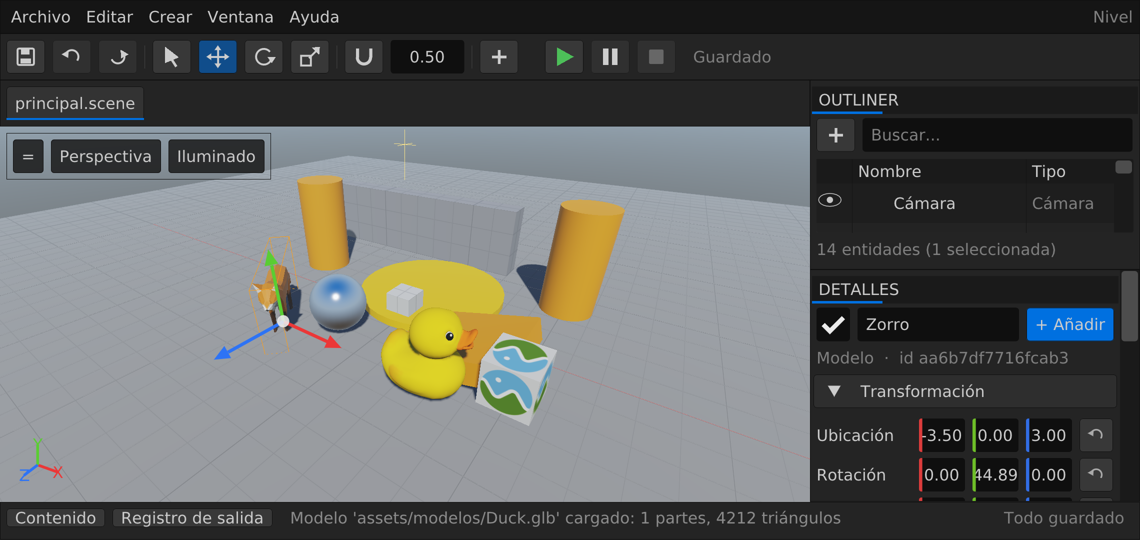 Archivo Editar Crear Ventana Ayuda Nivel
0.50 Guardado
principal.scene
= Perspectiva Iluminado
OUTLINER
+ Buscar...
Nombre Tipo
Cámara Cámara
14 entidades (1 seleccionada)
DETALLES
Zorro + Añadir
Modelo · id aa6b7df7716fcab3
Transformación
Ubicación -3.50 0.00 3.00
Rotación 0.00 44.89 0.00
Y
Z X
Contenido Registro de salida Modelo 'assets/modelos/Duck.glb' cargado: 1 partes, 4212 triángulos Todo guardado